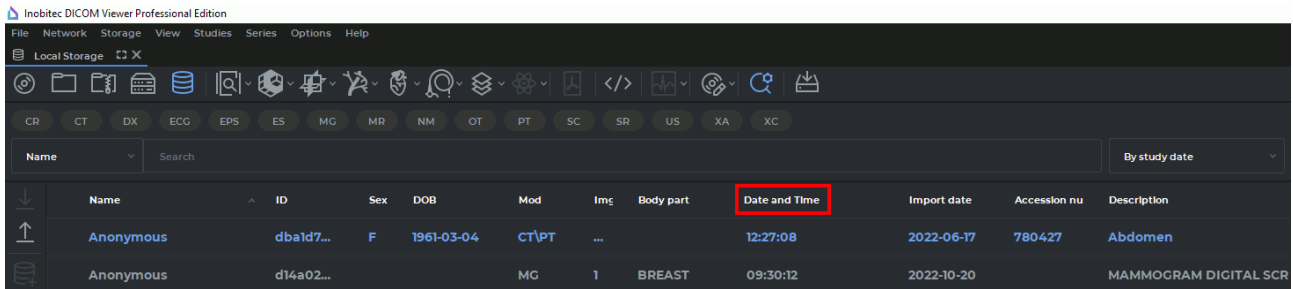 Inobitec DICOM Viewer Professional Edition
File Network Storage View Studies Series Options Help
Local Storage
CR CT DX ECG EPS ES MG MR NM OT PT SC SR US XA XC
Name Search By study date
Name ID Sex DOB Mod Img Body part Date and Time Import date Accession nu Description
Anonymous dba1d7... F 1961-03-04 CT\PT ... 12:27:08 2022-06-17 780427 Abdomen
Anonymous d14a02... MG 1 BREAST 09:30:12 2022-10-20 MAMMOGRAM DIGITAL SCR